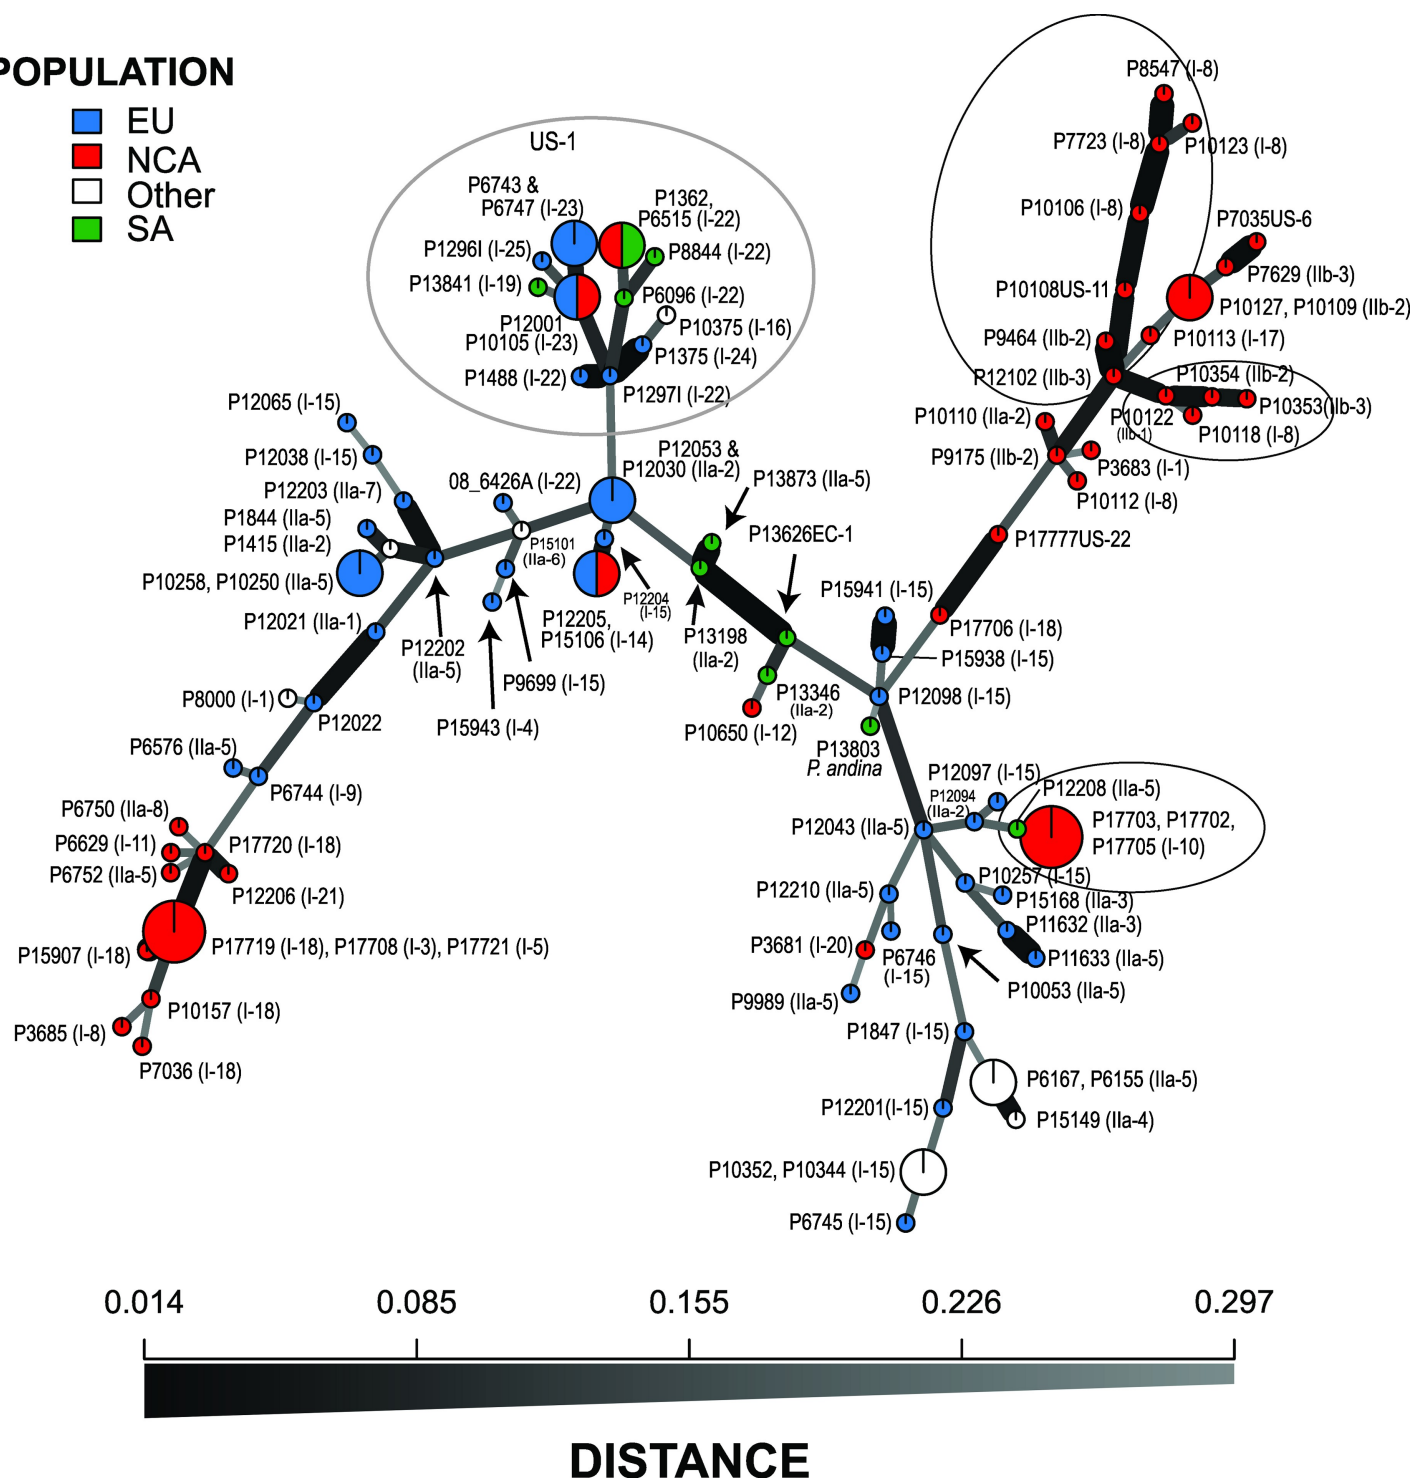 POPULATION
EU
NCA
Other
SA
US-1
P6743 &
P6747 (I-23)
P1362,
P6515 (I-22)
P1296I (I-25)
P8844 (I-22)
P13841 (I-19)
P6096 (I-22)
P12001
P10105 (I-23)
P10375 (I-16)
P1375 (I-24)
P1488 (I-22)
P1297I (I-22)
P8547 (I-8)
P7723 (I-8)
P10123 (I-8)
P10106 (I-8)
P7035US-6
P7629 (IIb-3)
P10108US-11
P10127, P10109 (IIb-2)
P9464 (IIb-2)
P10113 (I-17)
P12102 (IIb-3)
P10354 (IIb-2)
P10353(IIb-3)
P10122
(IIb-1)
P10118 (I-8)
P10110 (IIa-2)
P9175 (IIb-2)
P3683 (I-1)
P10112 (I-8)
P17777US-22
P12065 (I-15)
P12038 (I-15)
P12203 (IIa-7)
P1844 (IIa-5)
P1415 (IIa-2)
P10258, P10250 (IIa-5)
P12021 (IIa-1)
08_6426A (I-22)
P12053 &
P12030 (IIa-2)
P13873 (IIa-5)
P13626EC-1
P15101
(IIa-6)
P12204
(I-15)
P12205,
P15106 (I-14)
P12202
(IIa-5)
P9699 (I-15)
P15943 (I-4)
P13198
(IIa-2)
P15941 (I-15)
P17706 (I-18)
P15938 (I-15)
P12098 (I-15)
P13346
(IIa-2)
P10650 (I-12)
P13803
P. andina
P8000 (I-1)
P12022
P6576 (IIa-5)
P6744 (I-9)
P6750 (IIa-8)
P6629 (I-11)
P17720 (I-18)
P6752 (IIa-5)
P12206 (I-21)
P17719 (I-18), P17708 (I-3), P17721 (I-5)
P15907 (I-18)
P10157 (I-18)
P3685 (I-8)
P7036 (I-18)
P12097 (I-15)
P12094
(IIa-2)
P12208 (IIa-5)
P12043 (IIa-5)
P17703, P17702,
P17705 (I-10)
P10257 (I-15)
P12210 (IIa-5)
P15168 (IIa-3)
P11632 (IIa-3)
P3681 (I-20)
P6746
(I-15)
P11633 (IIa-5)
P9989 (IIa-5)
P10053 (IIa-5)
P1847 (I-15)
P6167, P6155 (IIa-5)
P12201(I-15)
P15149 (IIa-4)
P10352, P10344 (I-15)
P6745 (I-15)
0.014 0.085 0.155 0.226 0.297
DISTANCE